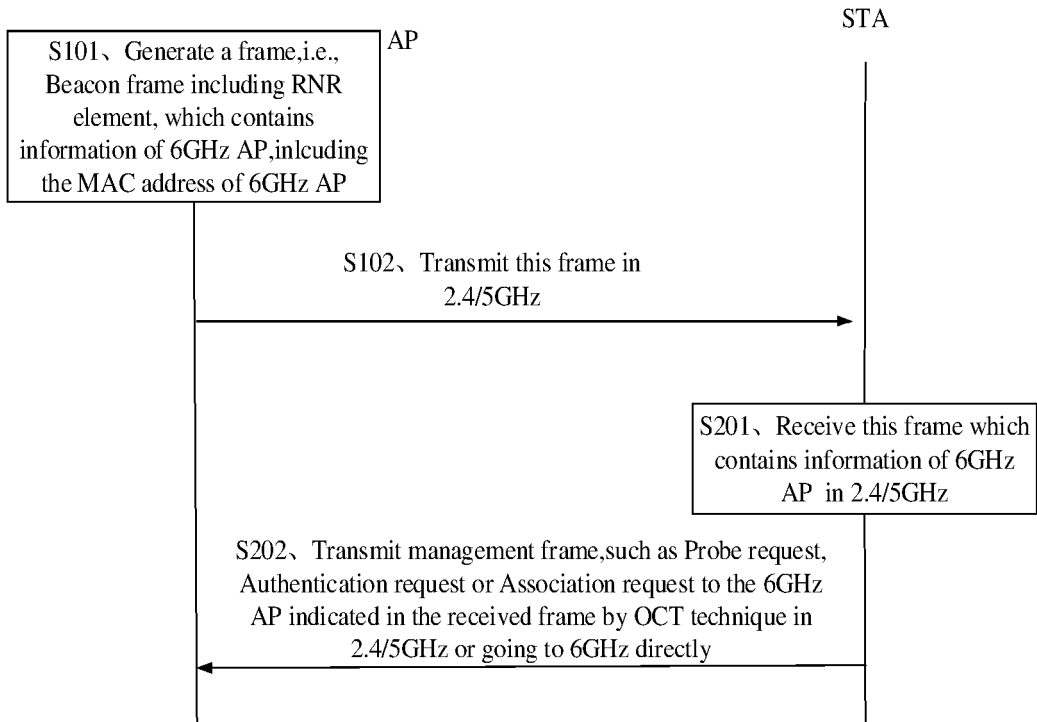 STA
AP
S101、Generate a frame,i.e.,
Beacon frame including RNR
element, which contains
information of 6GHz AP,inlcuding
the MAC address of 6GHz AP
S102、Transmit this frame in
2.4/5GHz
S201、Receive this frame which
contains information of 6GHz
AP in 2.4/5GHz
S202、Transmit management frame,such as Probe request,
Authentication request or Association request to the 6GHz
AP indicated in the received frame by OCT technique in
2.4/5GHz or going to 6GHz directly